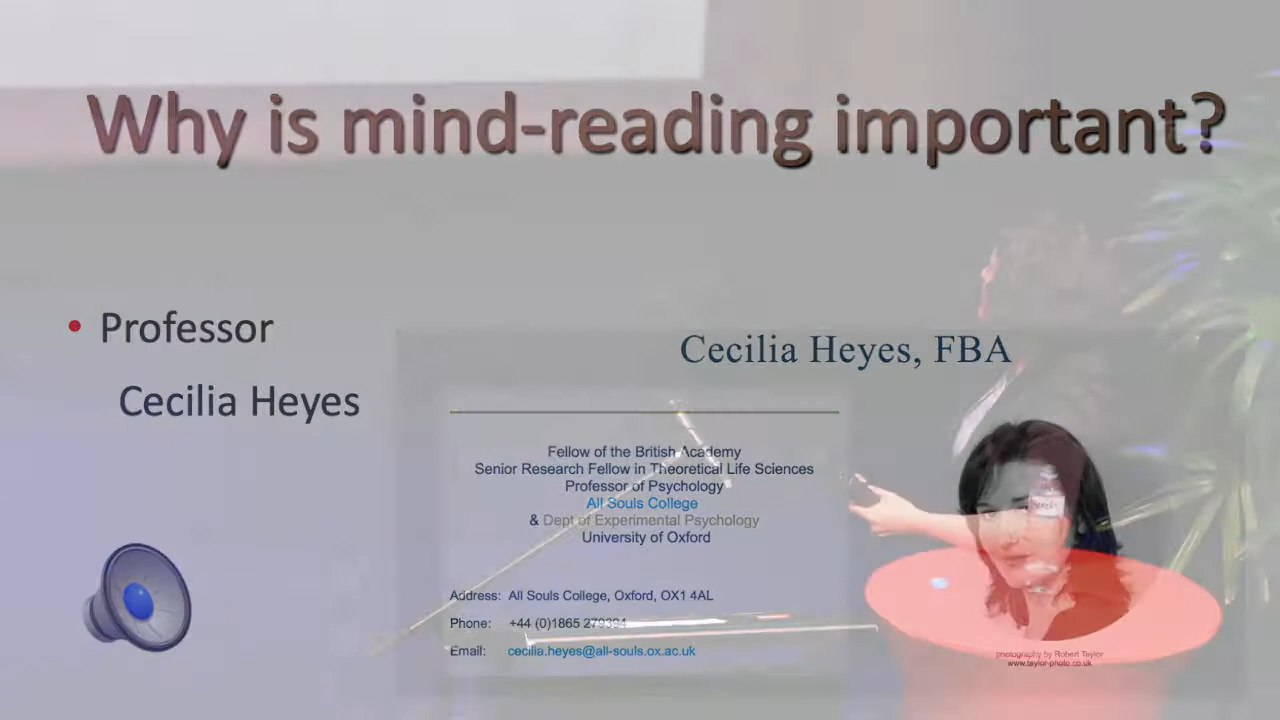 Why is mind-reading important?
• Professor
Cecilia Heyes
Cecilia Heyes, FBA
Fellow of the British Academy
Senior Research Fellow in Theoretical Life Sciences
Professor of Psychology
All Souls College
& Dept of Experimental Psychology
University of Oxford
Address: All Souls College, Oxford, OX1 4AL
Phone: +44 (0)1865
Email: cecilia.heyes@all-souls.ox.ac.uk
photography by Robert Taylor
www.taylor-photo.co.uk